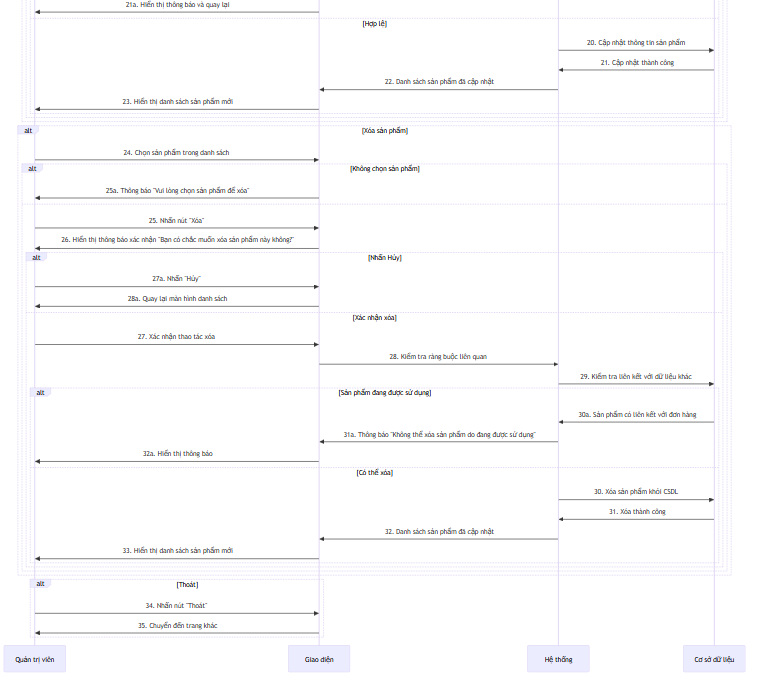 21a. Hiển thị thông báo và quay lại
[Hợp lệ]
20. Cập nhật thông tin sản phẩm
21. Cập nhật thành công
22. Danh sách sản phẩm đã cập nhật
23. Hiển thị danh sách sản phẩm mới
alt
[Xóa sản phẩm]
24. Chọn sản phẩm trong danh sách
alt
[Không chọn sản phẩm]
25a. Thông báo "Vui lòng chọn sản phẩm để xóa"
25. Nhấn nút "Xóa"
26. Hiển thị thông báo xác nhận "Bạn có chắc muốn xóa sản phẩm này không?"
alt
[Nhấn Hủy]
27a. Nhấn "Hủy"
28a. Quay lại màn hình danh sách
[Xác nhận xóa]
27. Xác nhận thao tác xóa
28. Kiểm tra ràng buộc liên quan
29. Kiểm tra liên kết với dữ liệu khác
alt
[Sản phẩm đang được sử dụng]
30a. Sản phẩm có liên kết với đơn hàng
31a. Thông báo "Không thể xóa sản phẩm do đang được sử dụng"
32a. Hiển thị thông báo
[Có thể xóa]
30. Xóa sản phẩm khỏi CSDL
31. Xóa thành công
32. Danh sách sản phẩm đã cập nhật
33. Hiển thị danh sách sản phẩm mới
alt
[Thoát]
34. Nhấn nút "Thoát"
35. Chuyển đến trang khác
Quản trị viên
Giao diện
Hệ thống
Cơ sở dữ liệu